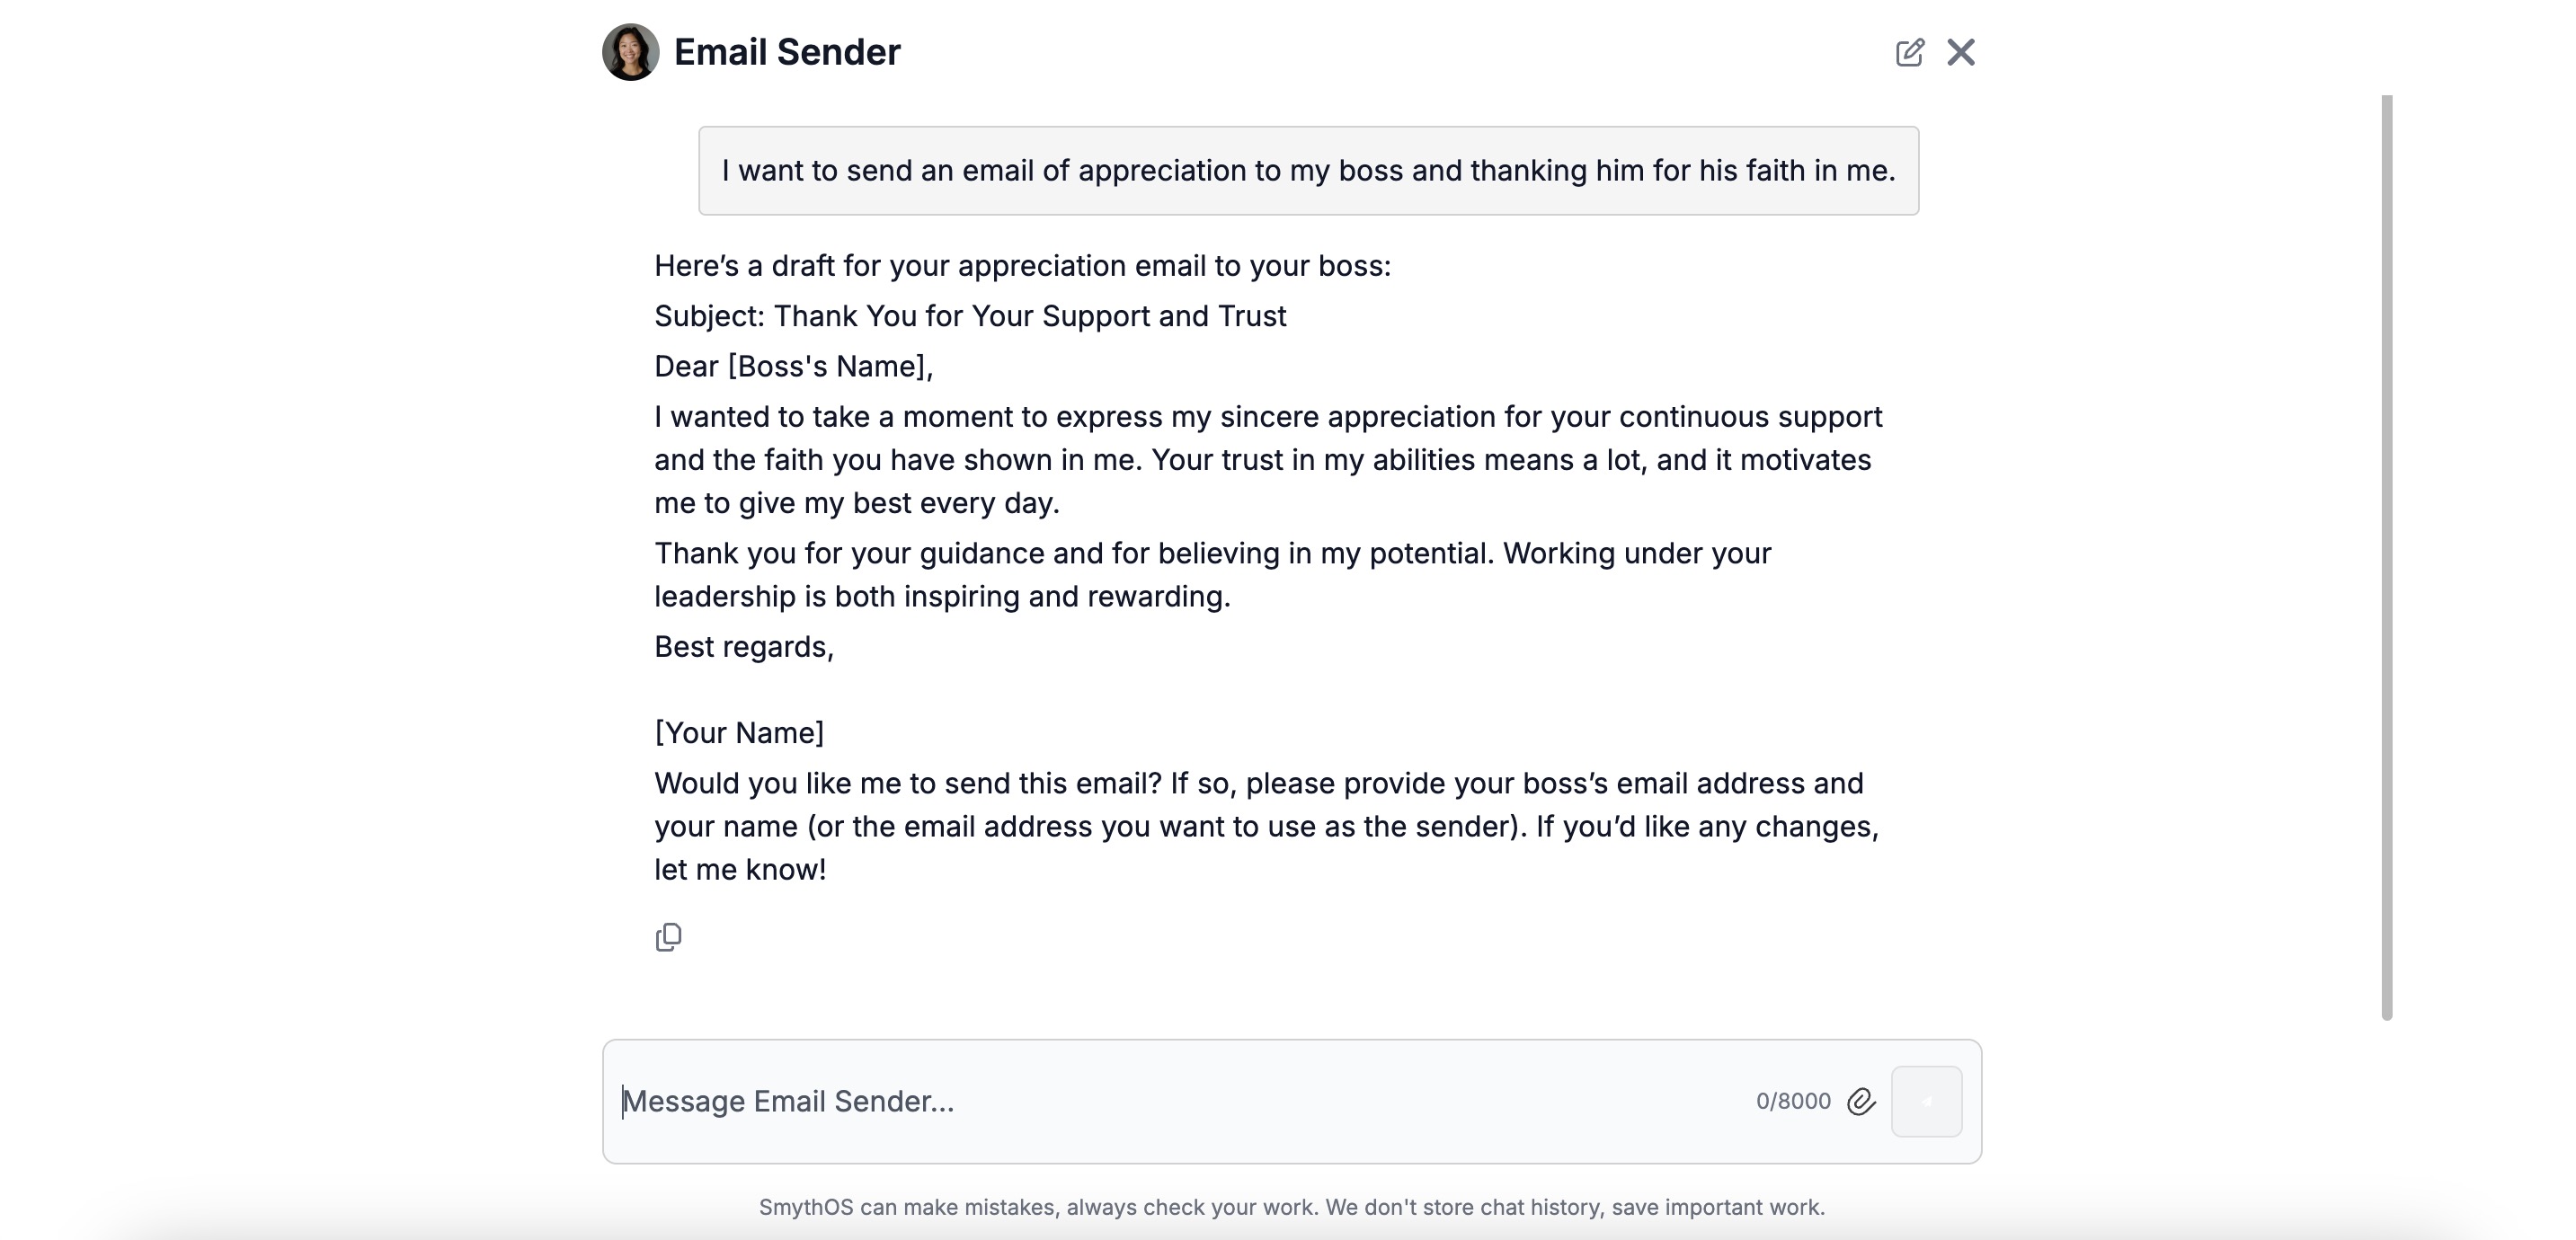 Email Sender
I want to send an email of appreciation to my boss and thanking him for his faith in me.
Here’s a draft for your appreciation email to your boss:
Subject: Thank You for Your Support and Trust
Dear [Boss's Name],
I wanted to take a moment to express my sincere appreciation for your continuous support
and the faith you have shown in me. Your trust in my abilities means a lot, and it motivates
me to give my best every day.
Thank you for your guidance and for believing in my potential. Working under your
leadership is both inspiring and rewarding.
Best regards,
[Your Name]
Would you like me to send this email? If so, please provide your boss’s email address and
your name (or the email address you want to use as the sender). If you’d like any changes,
let me know!
Message Email Sender...
0/8000
SmythOS can make mistakes, always check your work. We don't store chat history, save important work.